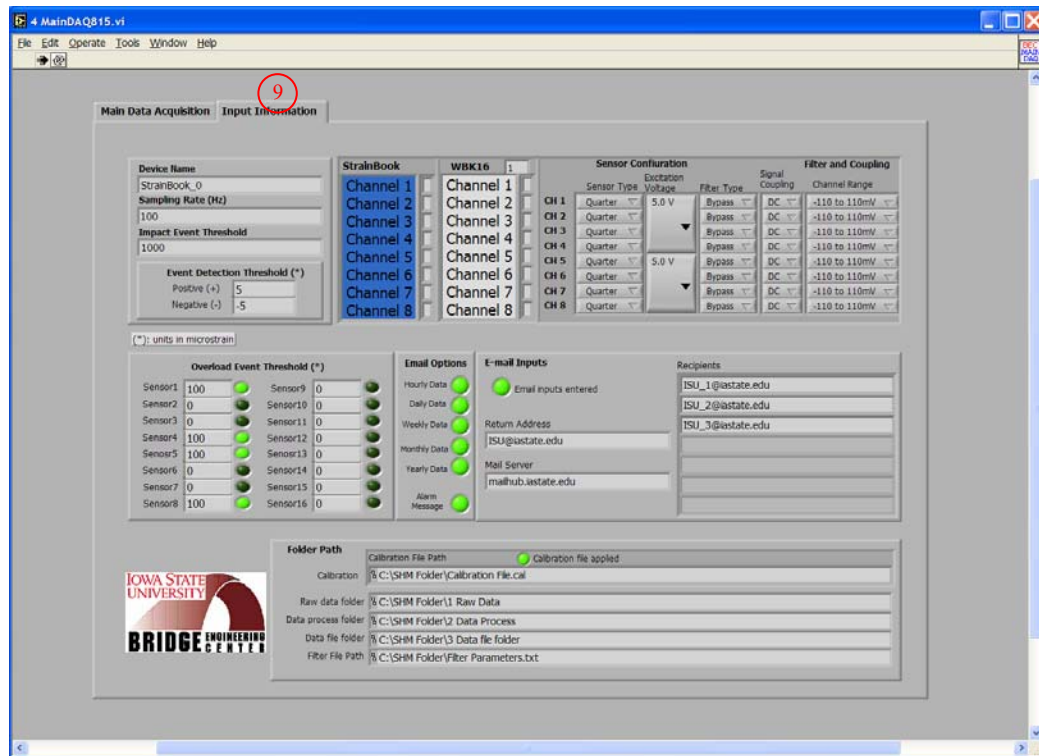 4 MainDAQ815.vi
File Edit Operate Tools Window Help
DEC MAIN DAQ
9
Main Data Acquisition Input Information
Device Name
StrainBook_0
Sampling Rate (Hz)
100
Impact Event Threshold
1000
Event Detection Threshold (*)
Postive (+) 5
Negative (-) -5
StrainBook WBK16 1
Channel 1 Channel 1
Channel 2 Channel 2
Channel 3 Channel 3
Channel 4 Channel 4
Channel 5 Channel 5
Channel 6 Channel 6
Channel 7 Channel 7
Channel 8 Channel 8
Sensor Confiuration Filter and Coupling
Sensor Type Excitation Voltage Filter Type Signal Coupling Channel Range
CH 1 Quarter 5.0 V Bypass DC -110 to 110mV
CH 2 Quarter Bypass DC -110 to 110mV
CH 3 Quarter Bypass DC -110 to 110mV
CH 4 Quarter Bypass DC -110 to 110mV
CH 5 Quarter 5.0 V Bypass DC -110 to 110mV
CH 6 Quarter Bypass DC -110 to 110mV
CH 7 Quarter Bypass DC -110 to 110mV
CH 8 Quarter Bypass DC -110 to 110mV
(*): units in microstrain
Overload Event Threshold (*)
Sensor1 100 Sensor9 0
Sensor2 0 Sensor10 0
Sensor3 0 Sensor11 0
Sensor4 100 Sensor12 0
Senosr5 100 Senosr13 0
Sensor6 0 Sensor14 0
Sensor7 0 Sensor15 0
Sensor8 100 Sensor16 0
Email Options
Hourly Data
Daily Data
Weekly Data
Monthly Data
Yearly Data
Alarm
Message
E-mail Inputs
Email inputs entered
Return Address
ISU@iastate.edu
Mail Server
mailhub.iastate.edu
Recipients
ISU_1@iastate.edu
ISU_2@iastate.edu
ISU_3@iastate.edu
Folder Path
Calibration File Path Calibration file applied
Calibration C:\SHM Folder\Calibration File.cal
Raw data folder C:\SHM Folder\1 Raw Data
Data process folder C:\SHM Folder\2 Data Process
Data file folder C:\SHM Folder\3 Data file folder
Filter File Path C:\SHM Folder\Filter Parameters.txt
IOWA STATE
UNIVERSITY
BRIDGE ENGINEERING CENTER